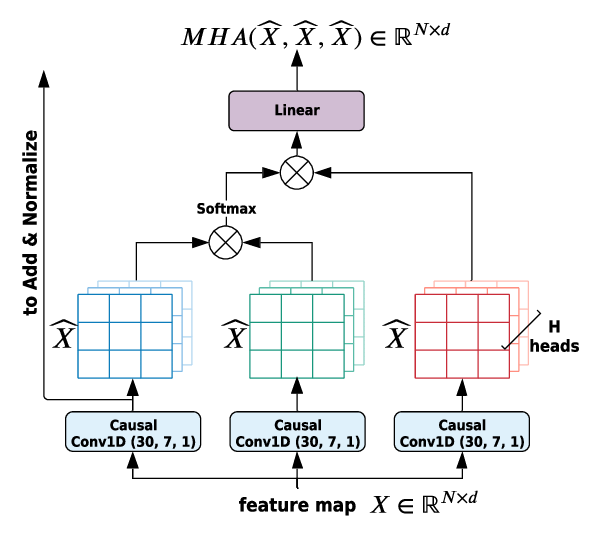 MHA(X̂, X̂, X̂) ∈ ℝ^{N×d}
Linear
to Add & Normalize
Softmax
X̂
X̂
X̂
H
heads
Causal
Conv1D (30, 7, 1)
Causal
Conv1D (30, 7, 1)
Causal
Conv1D (30, 7, 1)
feature map X ∈ ℝ^{N×d}